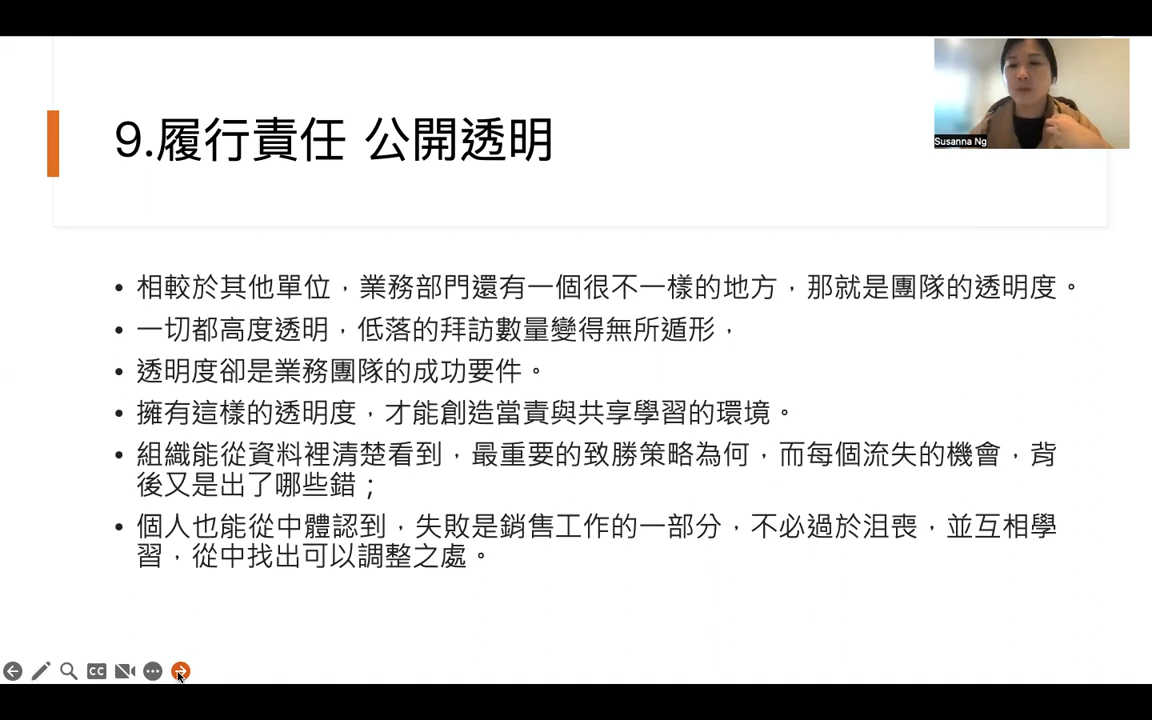 9.履行責任 公開透明
Susanna Ng
• 相較於其他單位，業務部門還有一個很不一樣的地方，那就是團隊的透明度。
• 一切都高度透明，低落的拜訪數量變得無所遁形，
• 透明度卻是業務團隊的成功要件。
• 擁有這樣的透明度，才能創造當責與共享學習的環境。
• 組織能從資料裡清楚看到，最重要的致勝策略為何，而每個流失的機會，背
後又是出了哪些錯；
• 個人也能從中體認到，失敗是銷售工作的一部分，不必過於沮喪，並互相學
習，從中找出可以調整之處。
CC